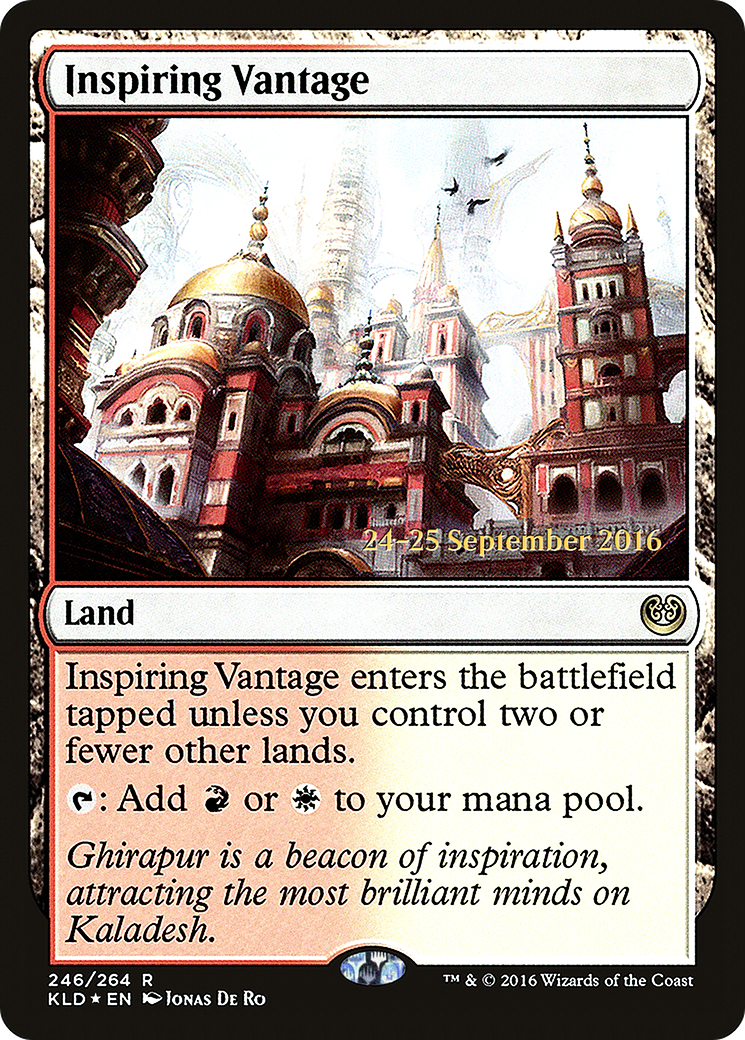 Inspiring Vantage
24–25 September 2016
Land
Inspiring Vantage enters the battlefield
tapped unless you control two or
fewer other lands.
: Add or to your mana pool.
Ghirapur is a beacon of inspiration,
attracting the most brilliant minds on
Kaladesh.
246/264 R
KLD ★ EN Jonas De Ro
™ & © 2016 Wizards of the Coast